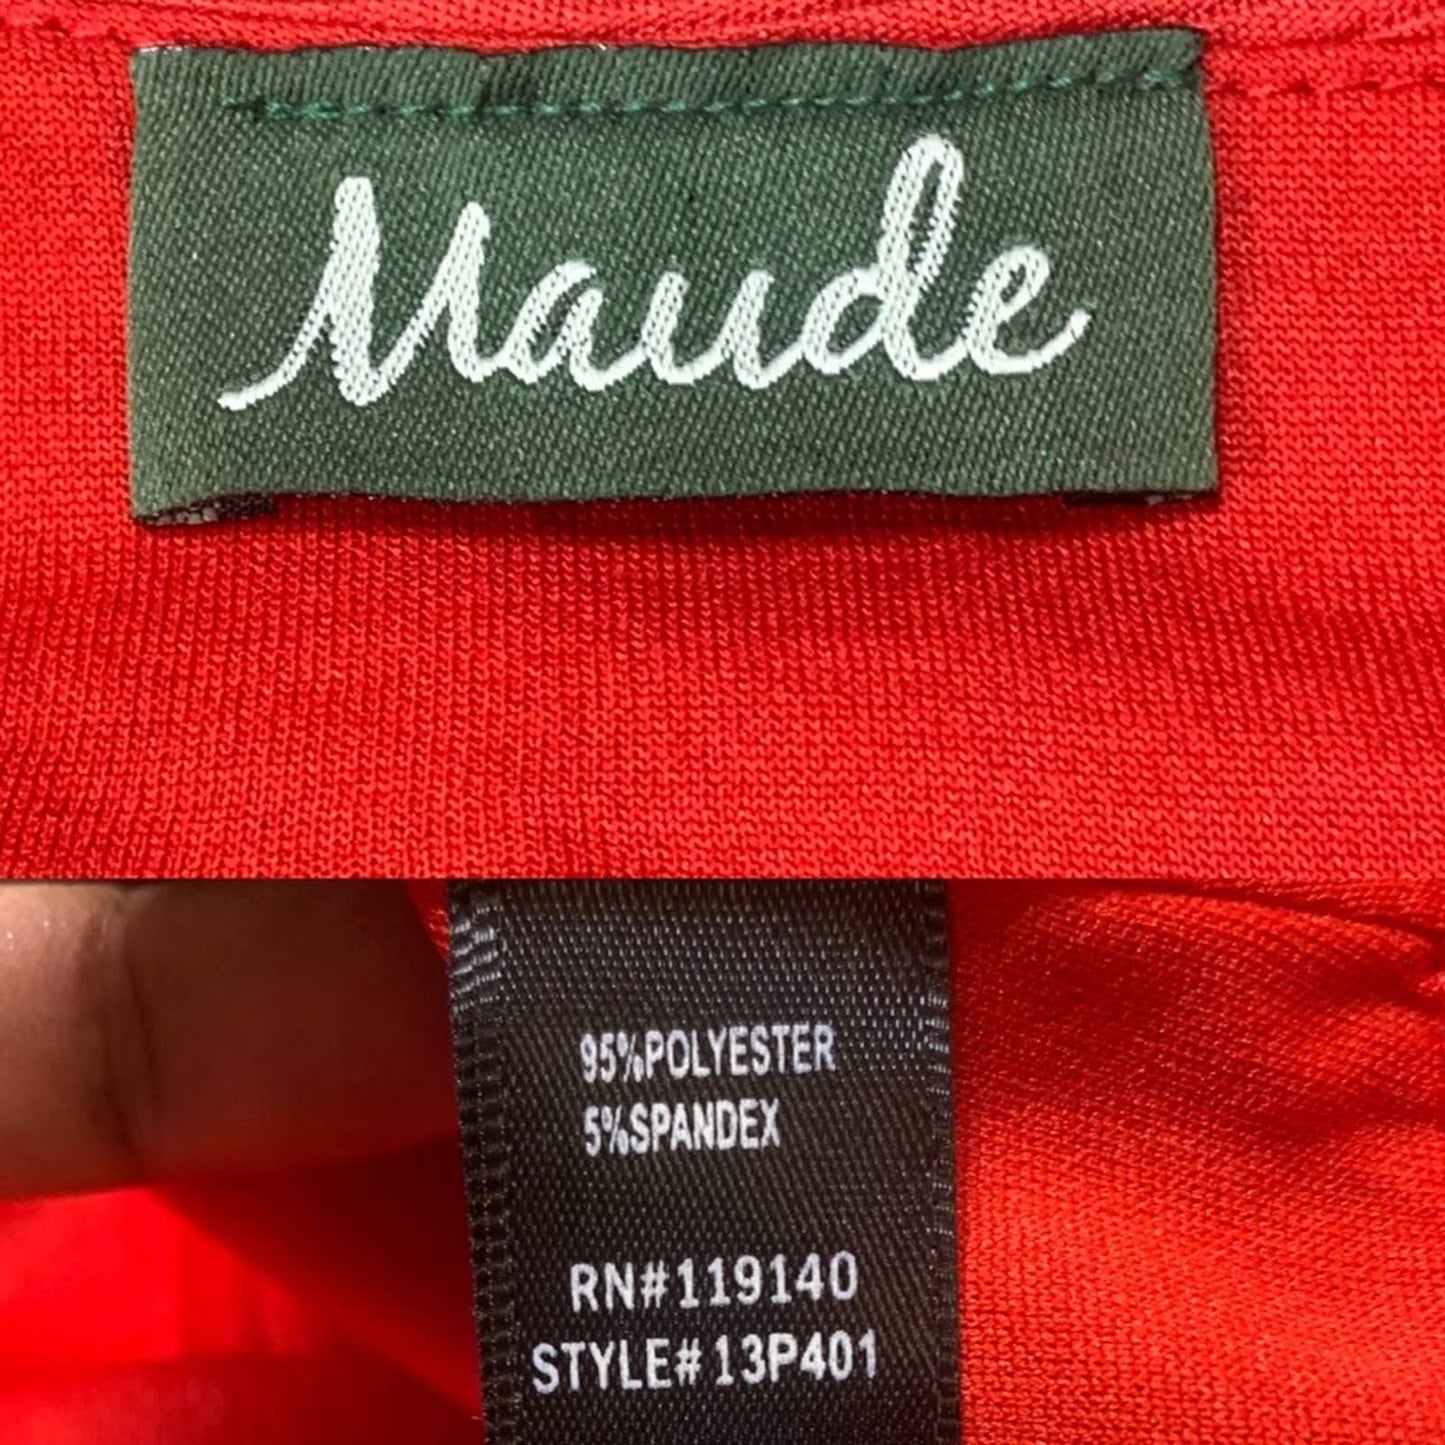 Maude
95%POLYESTER
5%SPANDEX
RN#119140
STYLE#13P401